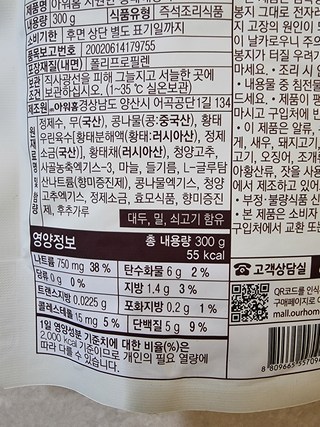 제품명 아워홈 시원한
내용량 300 g 식품유형 즉석조리식품
소비기한 후면 상단 별도 표기일까지
품목보고번호 20020614179755
포장재질(내면) 폴리프로필렌
보관 직사광선을 피해 그늘지고 서늘한 곳에
조건 보관하십시오. (1~35 ℃ 실온보관)
제조원 ㈜아워홈 경상남도 양산시 어곡공단1길 134
정제수, 무(국산), 콩나물(콩:중국산), 황태
우린육수[황태분해액(황태:러시아산), 정제
소금(국산)], 황태채(러시아산), 청양고추,
사골농축엑기스-3, 마늘, 들기름, L-글루탐
산나트륨(향미증진제), 콩나물엑기스, 청양
고추엑기스, 정제소금, 효모식품, 향미증진
제, 후추가루
대두, 밀, 쇠고기 함유
영양정보 총 내용량 300 g
55 kcal
나트륨 750 mg 38 % 탄수화물 6 g 2 %
당류 0 g 0 % 지방 1.4 g 3 %
트랜스지방 0.0225 g 포화지방 0.2 g 1 %
콜레스테롤 15 mg 5 % 단백질 5 g 9 %
1일 영양성분 기준치에 대한 비율(%)은
2,000 kcal 기준이므로 개인의 필요 열량에
따라 다를 수 있습니다.
봉지 그대로 전자
지 고장의 원인이
이 날카로우니 주의
봉지가 터질 우려가
마세요. • 조리 시
• 내용물 중 침전물
드세요. • 제품이 팽
마시고 구입처에 반
• 이 제품은 알류,
게, 새우, 돼지고기,
고기, 오징어, 조개류
아황산류, 잣을 사용
에서 제조하고 있어
• 부정·불량식품 신
• 본 제품은 소비자
구입처에서 교환 또는
고객상담실
QR코드를 인식
구매페이지로
mall.ourhom
8 809665 55709